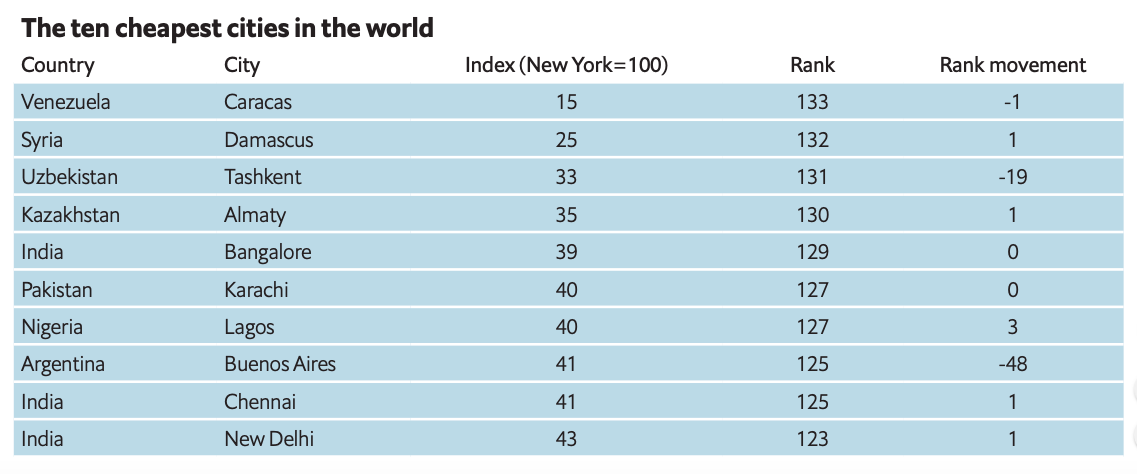 The ten cheapest cities in the world
Country City Index (New York=100) Rank Rank movement
Venezuela Caracas 15 133 -1
Syria Damascus 25 132 1
Uzbekistan Tashkent 33 131 -19
Kazakhstan Almaty 35 130 1
India Bangalore 39 129 0
Pakistan Karachi 40 127 0
Nigeria Lagos 40 127 3
Argentina Buenos Aires 41 125 -48
India Chennai 41 125 1
India New Delhi 43 123 1